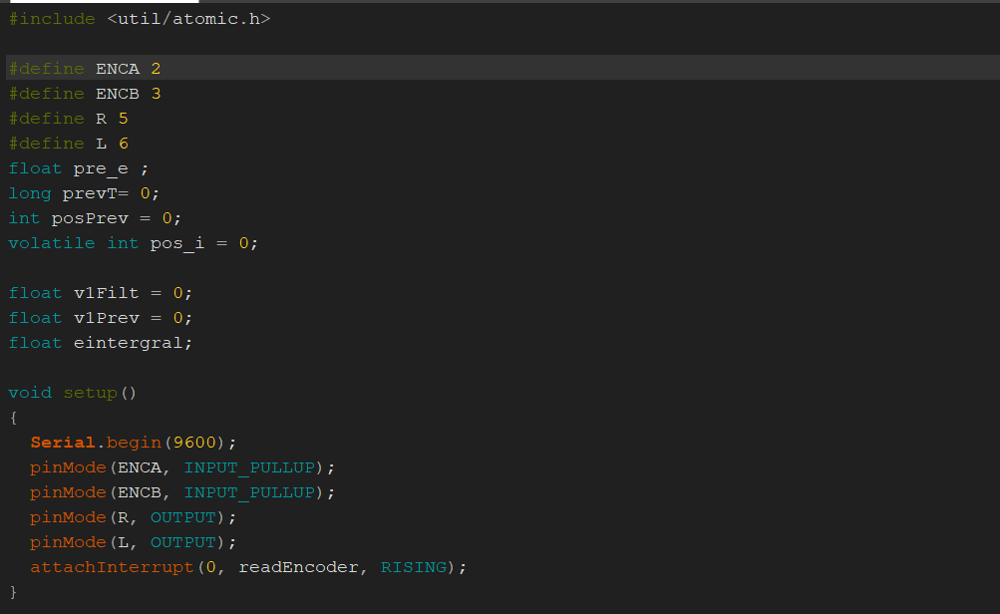 #include <util/atomic.h>
#define ENCA 2
#define ENCB 3
#define R 5
#define L 6
float pre_e ;
long prevT= 0;
int posPrev = 0;
volatile int pos_i = 0;
float v1Filt = 0;
float v1Prev = 0;
float eintergral;
void setup()
{
Serial.begin(9600);
pinMode(ENCA, INPUT_PULLUP);
pinMode(ENCB, INPUT_PULLUP);
pinMode(R, OUTPUT);
pinMode(L, OUTPUT);
attachInterrupt(0, readEncoder, RISING);
}